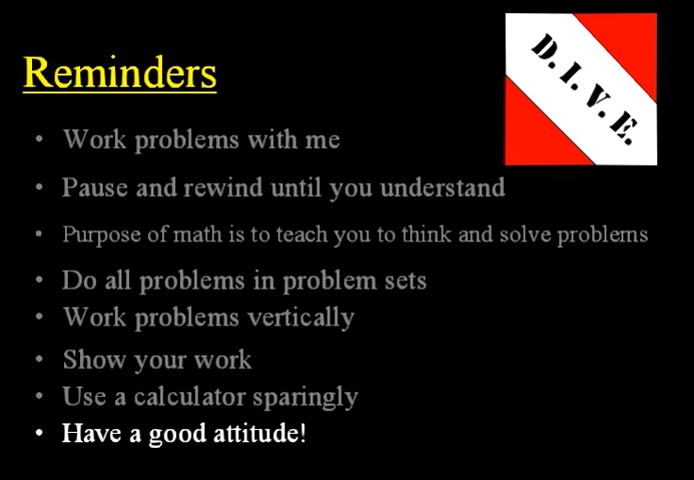 Reminders
D. I. V. E.
• Work problems with me
• Pause and rewind until you understand
• Purpose of math is to teach you to think and solve problems
• Do all problems in problem sets
• Work problems vertically
• Show your work
• Use a calculator sparingly
• Have a good attitude!